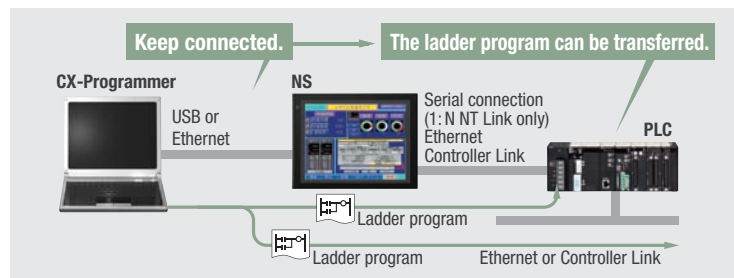 Keep connected.
The ladder program can be transferred.
CX-Programmer
NS
USB or
Ethernet
Serial connection
(1: N NT Link only)
Ethernet
Controller Link
PLC
Ladder program
Ladder program
Ethernet or Controller Link